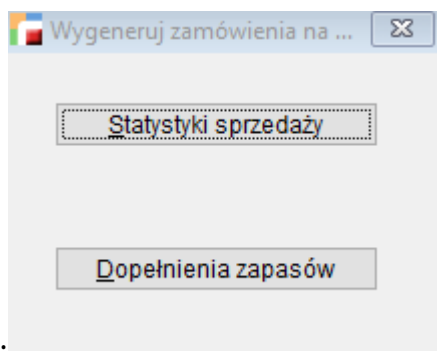 Wygeneruj zamówienia na ...
Statystyki sprzedaży
Dopełnienia zapasów
.